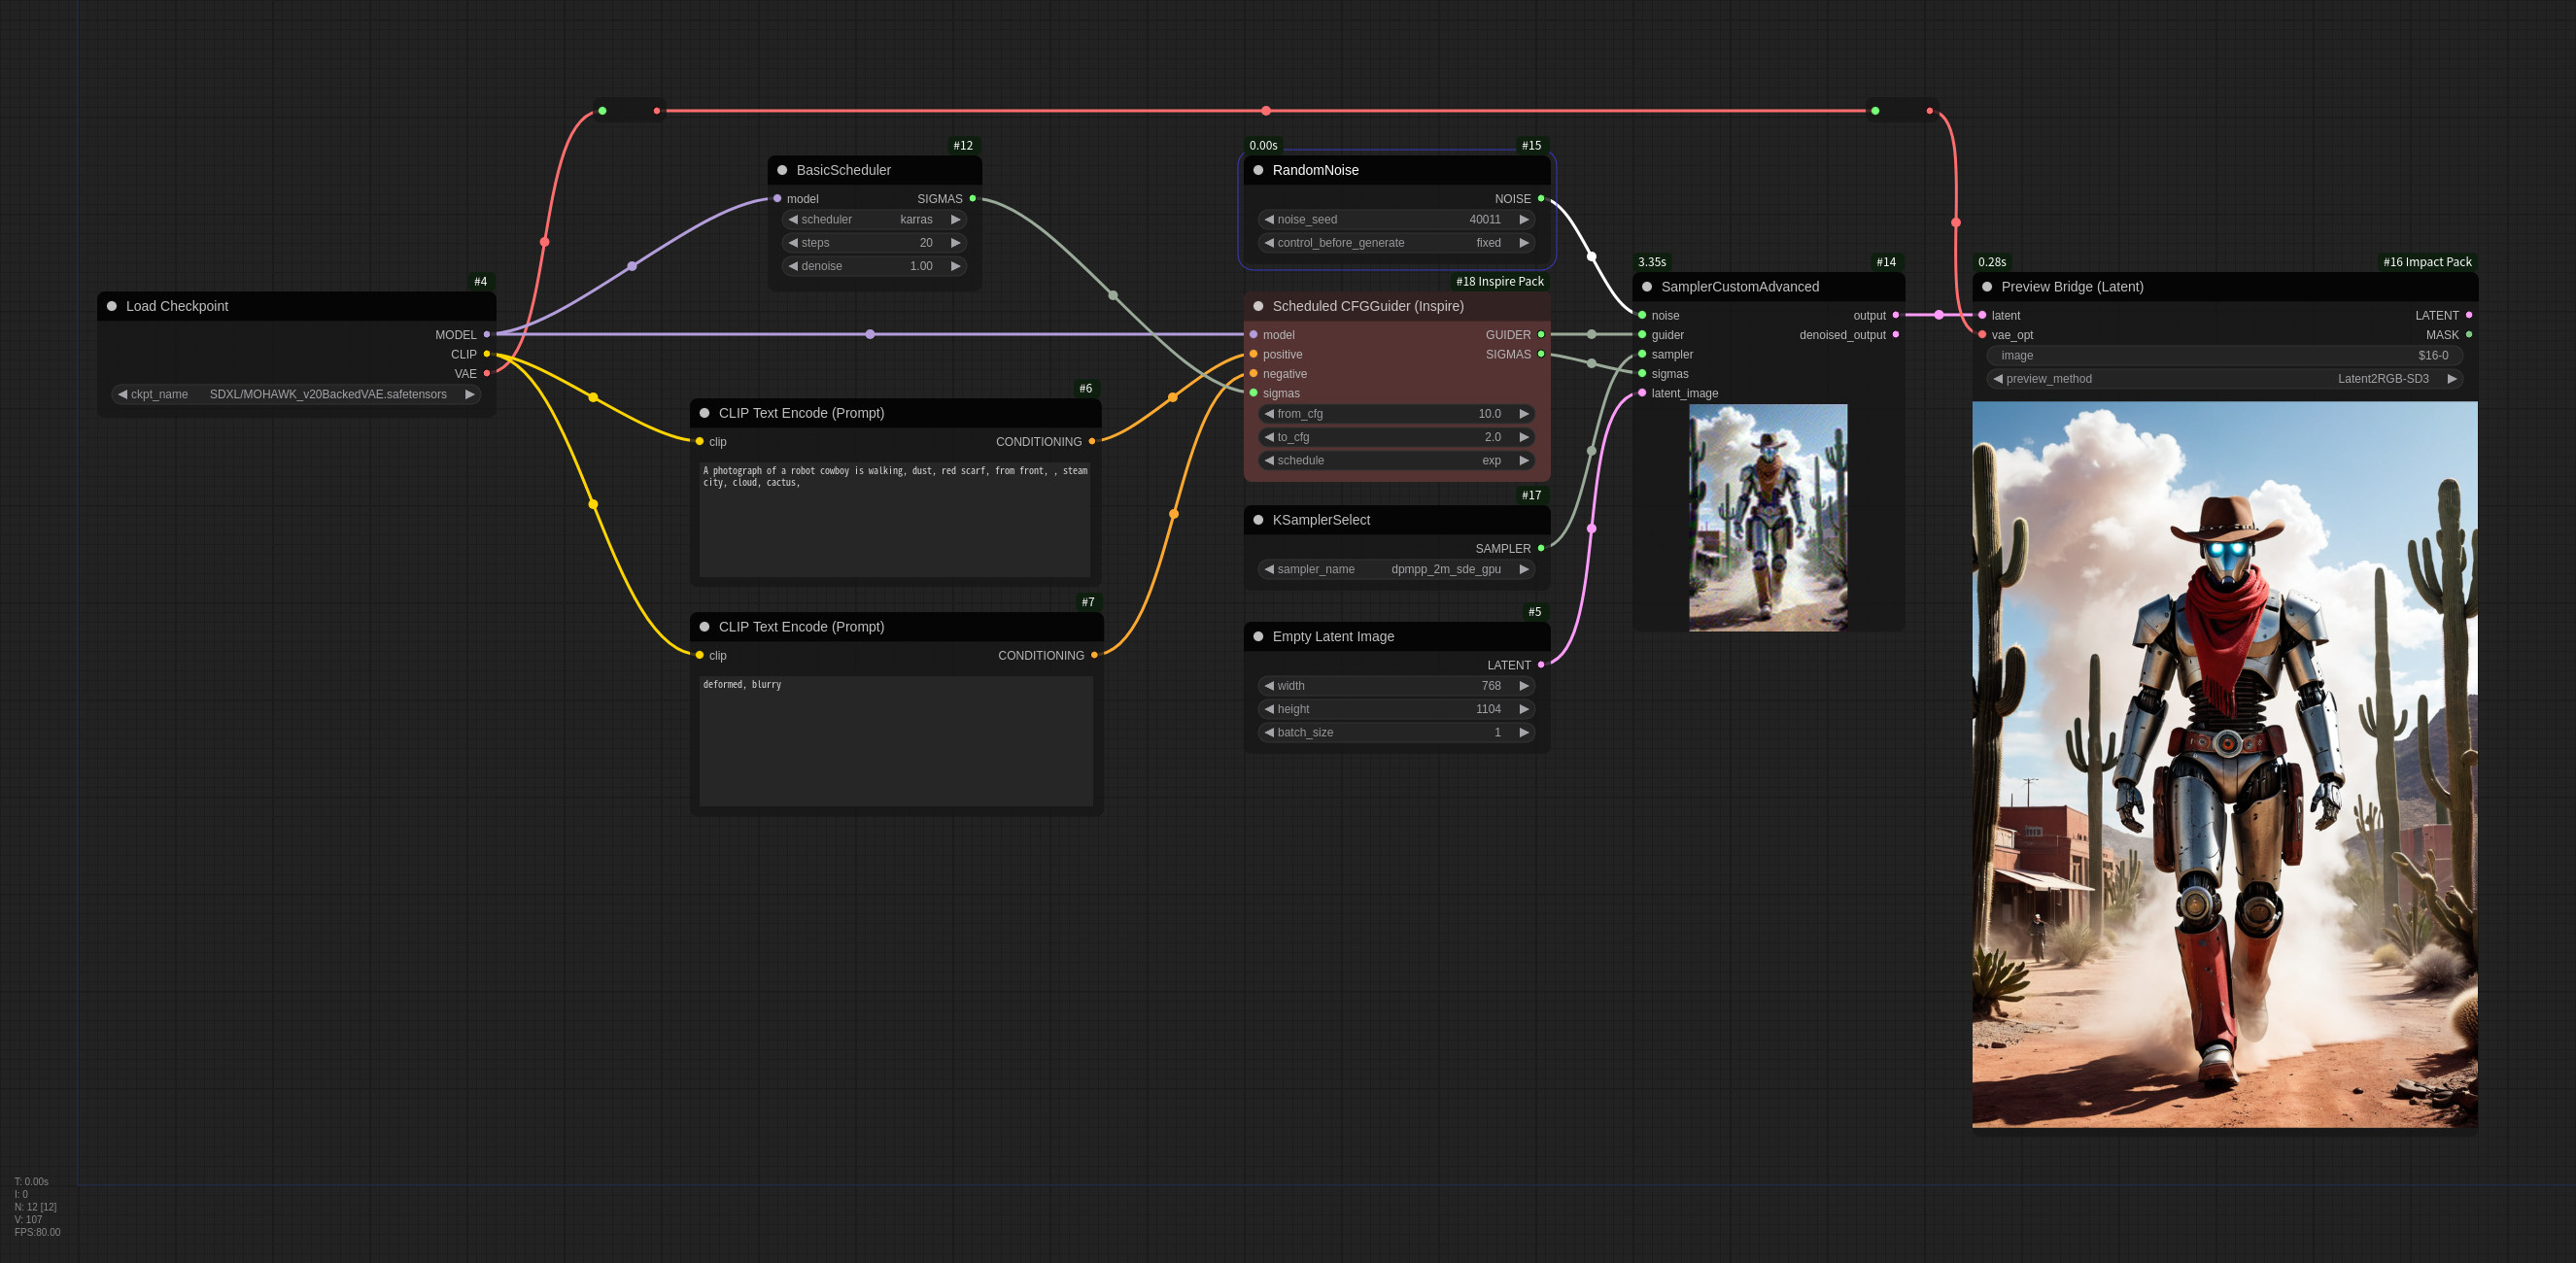 #4
Load Checkpoint
MODEL
CLIP
VAE
ckpt_name SDXL/MOHAWK_v20BackedVAE.safetensors
#12
BasicScheduler
model SIGMAS
scheduler karras
steps 20
denoise 1.00
#6
CLIP Text Encode (Prompt)
clip CONDITIONING
A photograph of a robot cowboy is walking, dust, red scarf, from front, , steam
city, cloud, cactus,
#7
CLIP Text Encode (Prompt)
clip CONDITIONING
deformed, blurry
0.00s #15
RandomNoise
NOISE
noise_seed 40011
control_before_generate fixed
#18 Inspire Pack
Scheduled CFGGuider (Inspire)
model GUIDER
positive SIGMAS
negative
sigmas
from_cfg 10.0
to_cfg 2.0
schedule exp
#17
KSamplerSelect
SAMPLER
sampler_name dpmpp_2m_sde_gpu
#5
Empty Latent Image
LATENT
width 768
height 1104
batch_size 1
3.35s #14
SamplerCustomAdvanced
noise output
guider denoised_output
sampler
sigmas
latent_image
0.28s #16 Impact Pack
Preview Bridge (Latent)
latent LATENT
vae_opt MASK
image $16-0
preview_method Latent2RGB-SD3
T: 0.00s
I: 0
N: 12 [12]
V: 107
FPS:80.00